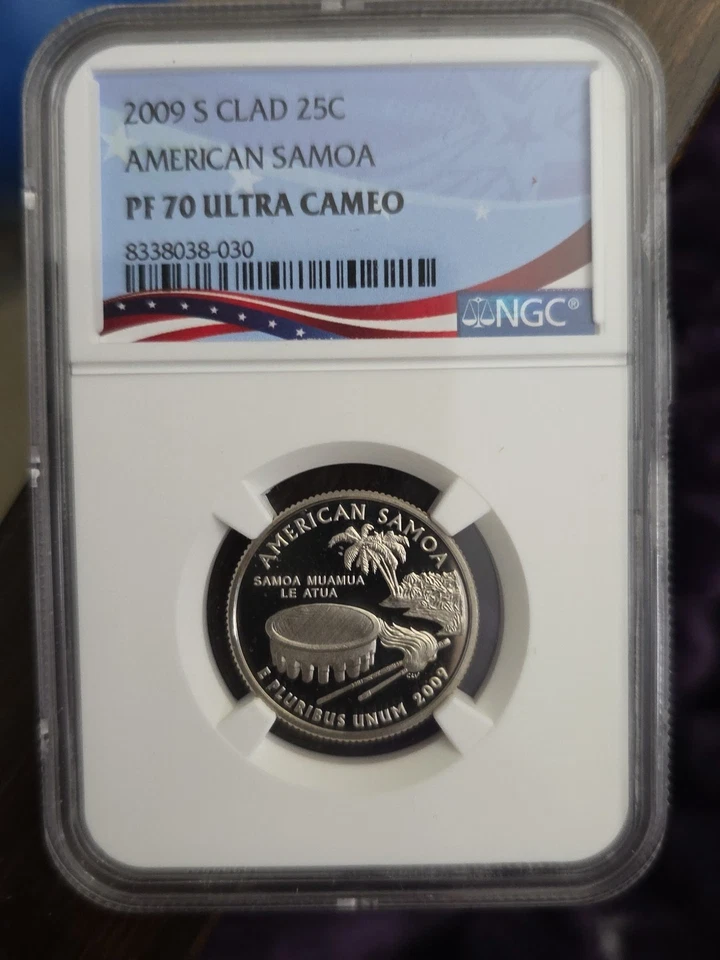 2009 S CLAD 25C
AMERICAN SAMOA
PF 70 ULTRA CAMEO
8338038-030
NGC®
AMERICAN SAMOA
SAMOA MUAMUA
LE ATUA
CLV
E PLURIBUS UNUM 2009